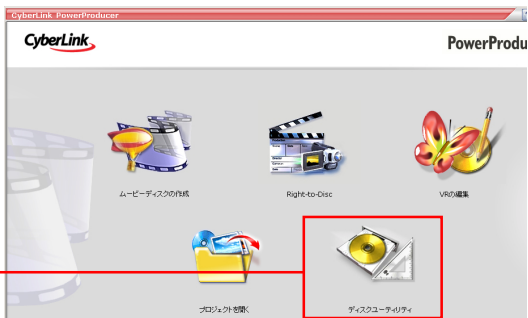 CyberLink PowerProducer
CyberLink
PowerProdu
ムービーディスクの作成
Right-to-Disc
VRの編集
プロジェクトを開く
ディスクユーティリティ